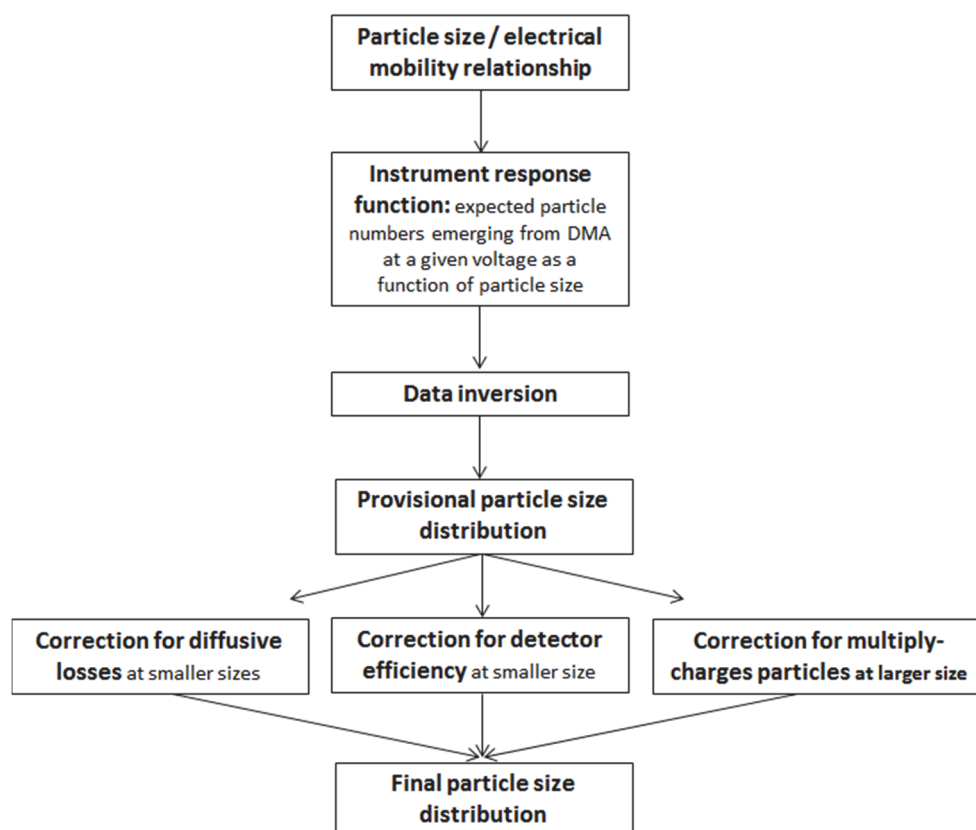 Particle size / electrical
mobility relationship
Instrument response
function: expected particle
numbers emerging from DMA
at a given voltage as a
function of particle size
Data inversion
Provisional particle size
distribution
Correction for diffusive
losses at smaller sizes
Correction for detector
efficiency at smaller size
Correction for multiply-
charges particles at larger size
Final particle size
distribution